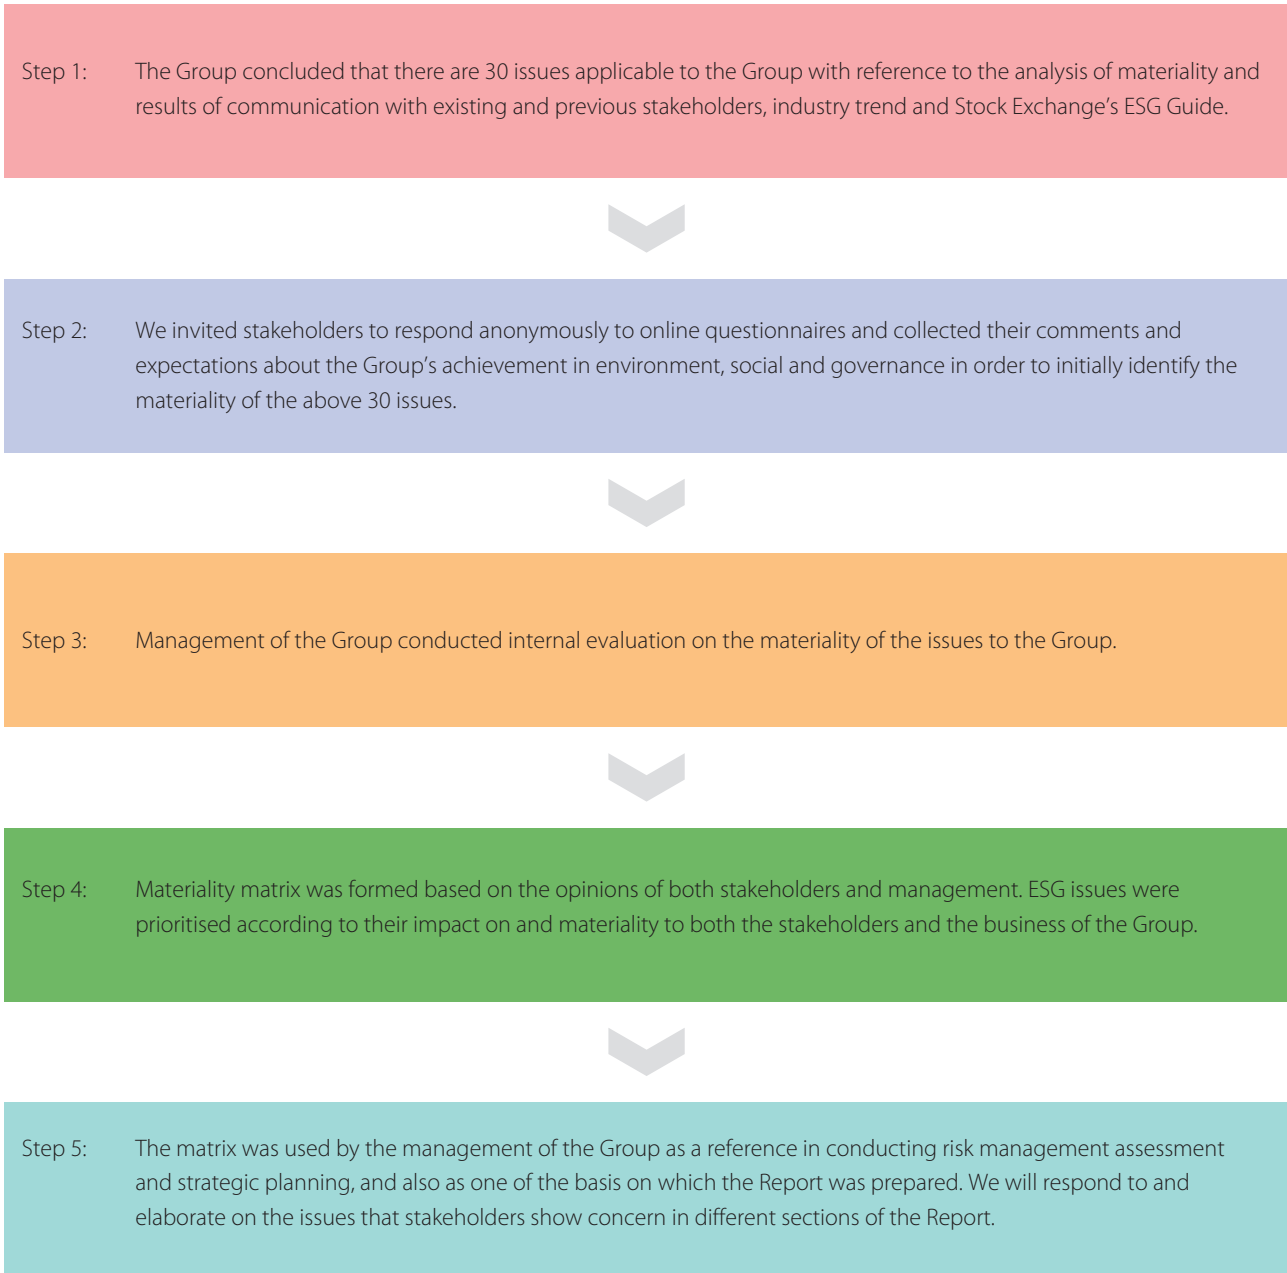 Step 1: The Group concluded that there are 30 issues applicable to the Group with reference to the analysis of materiality and
results of communication with existing and previous stakeholders, industry trend and Stock Exchange’s ESG Guide.
Step 2: We invited stakeholders to respond anonymously to online questionnaires and collected their comments and
expectations about the Group’s achievement in environment, social and governance in order to initially identify the
materiality of the above 30 issues.
Step 3: Management of the Group conducted internal evaluation on the materiality of the issues to the Group.
Step 4: Materiality matrix was formed based on the opinions of both stakeholders and management. ESG issues were
prioritised according to their impact on and materiality to both the stakeholders and the business of the Group.
Step 5: The matrix was used by the management of the Group as a reference in conducting risk management assessment
and strategic planning, and also as one of the basis on which the Report was prepared. We will respond to and
elaborate on the issues that stakeholders show concern in different sections of the Report.